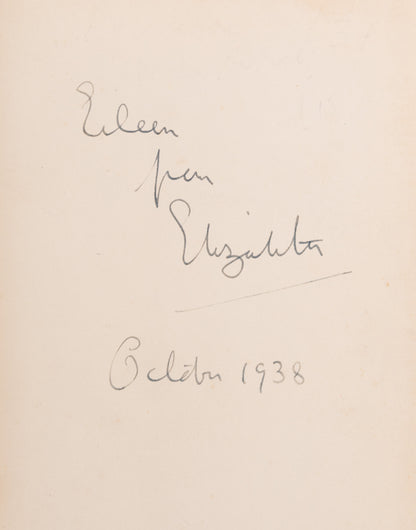 Eileen
from
Elizabeth
October 1938